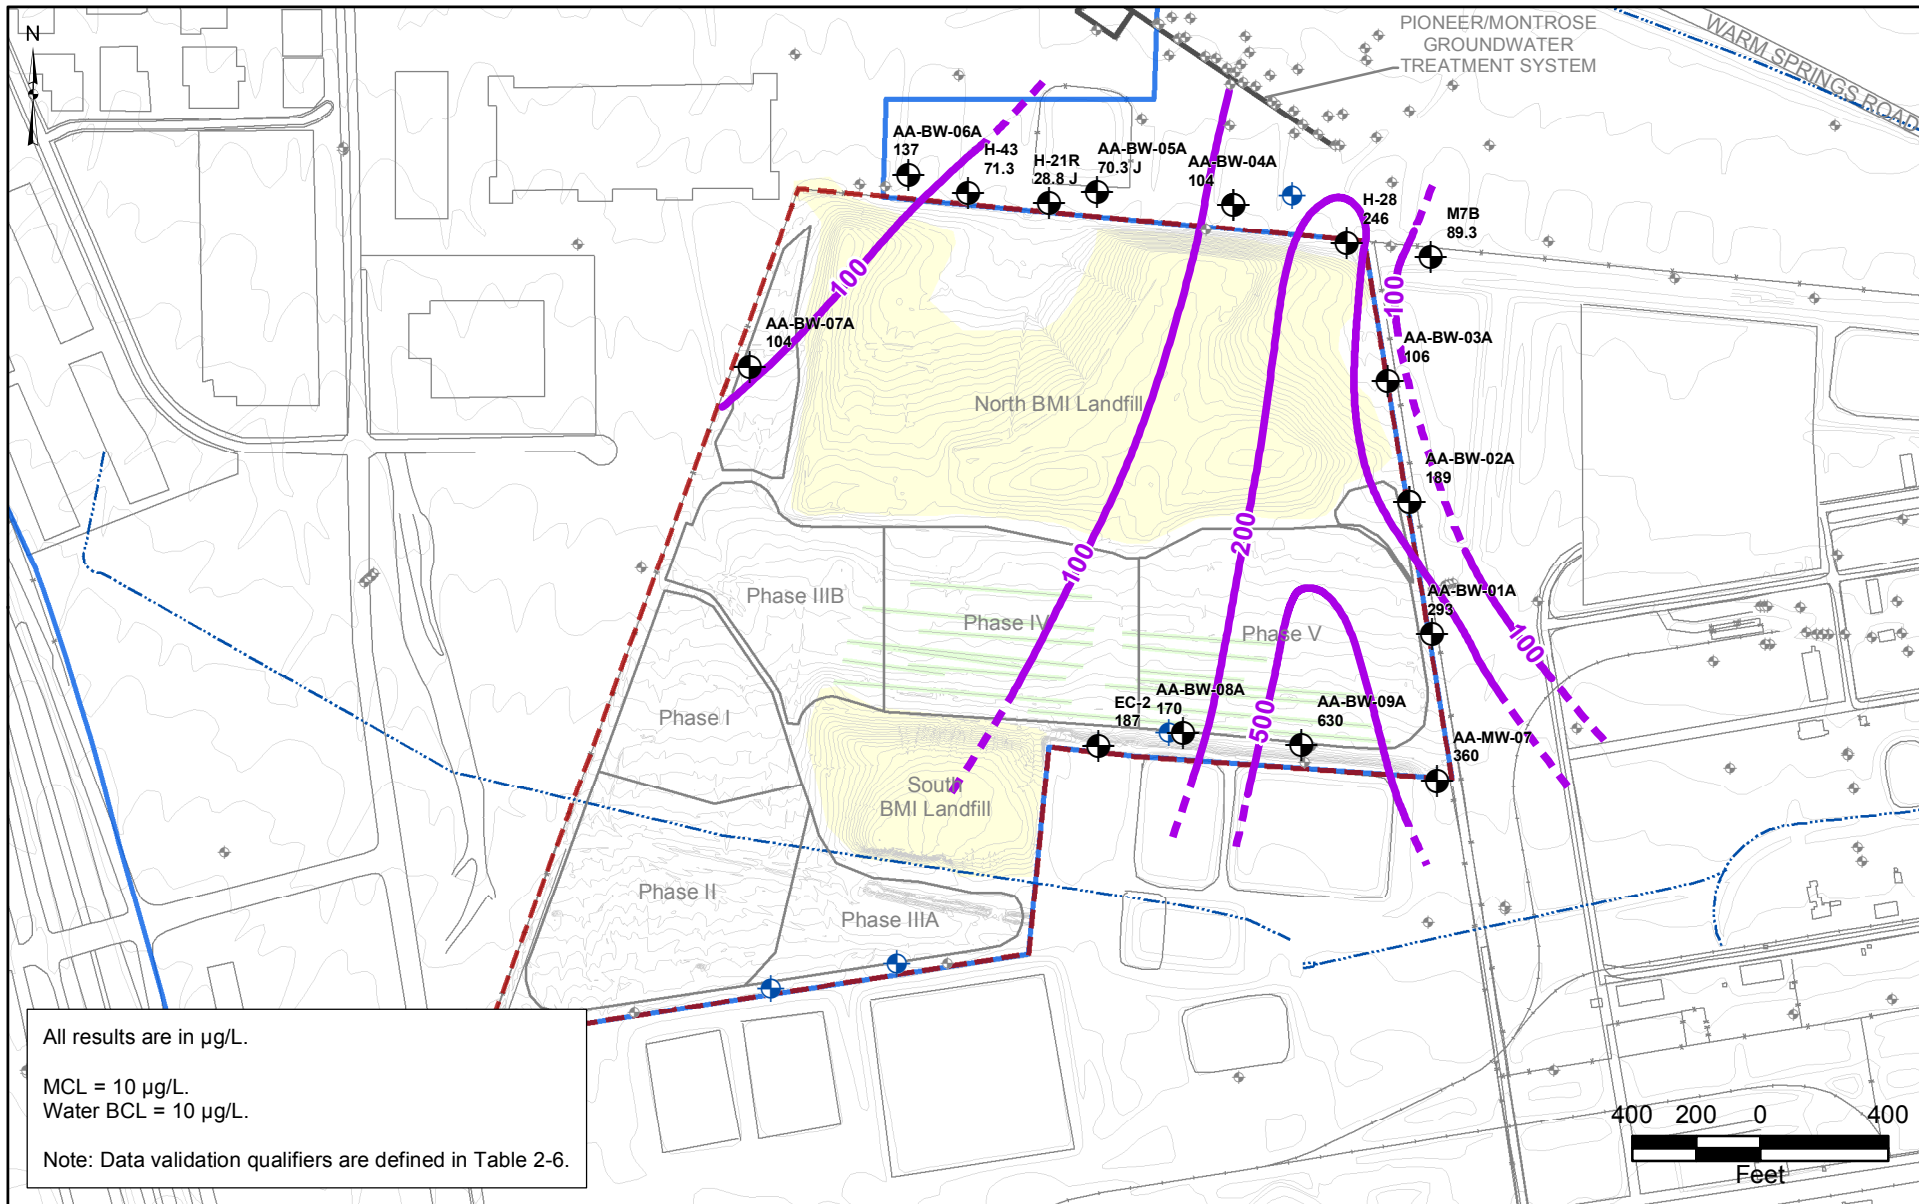 N
PIONEER/MONTROSE
GROUNDWATER
TREATMENT SYSTEM
WARM SPRINGS ROAD
AA-BW-06A
137
H-43
71.3
H-21R
28.8 J
AA-BW-05A
70.3 J
AA-BW-04A
104
H-28
246
M7B
89.3
100
100
AA-BW-07A
104
AA-BW-03A
106
North BMI Landfill
AA-BW-02A
189
200
100
Phase IIIB
Phase IV
Phase V
AA-BW-01A
293
100
Phase I
EC-2
187
AA-BW-08A
170
500
AA-BW-09A
630
AA-MW-07
360
South
BMI Landfill
Phase II
Phase IIIA
All results are in µg/L.
MCL = 10 µg/L.
Water BCL = 10 µg/L.
Note: Data validation qualifiers are defined in Table 2-6.
400 200 0 400
Feet